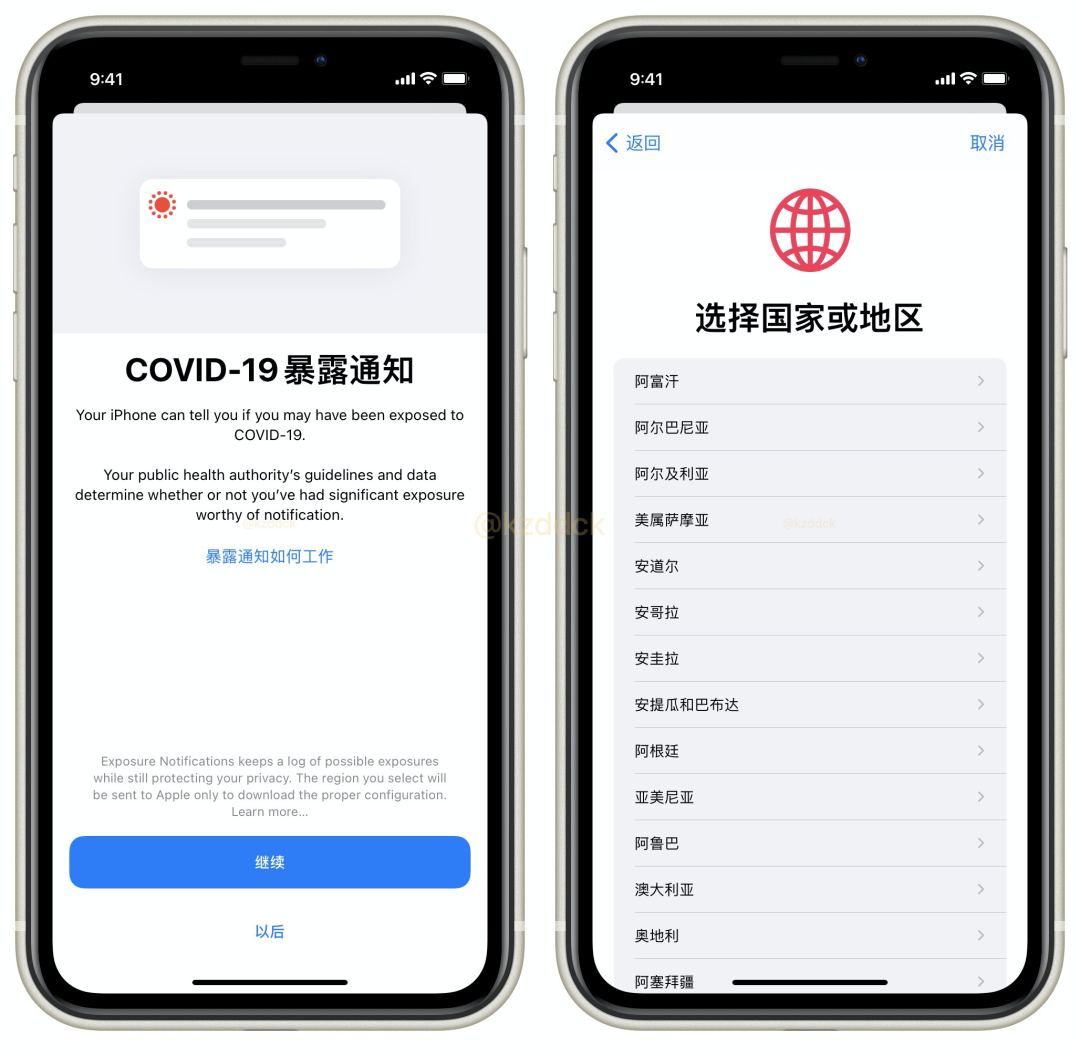 9:41
COVID-19暴露通知
Your iPhone can tell you if you may have been exposed to
COVID-19.
Your public health authority's guidelines and data
determine whether or not you've had significant exposure
worthy of notification.
@kzddck
暴露通知如何工作
Exposure Notifications keeps a log of possible exposures
while still protecting your privacy. The region you select will
be sent to Apple only to download the proper configuration.
Learn more...
继续
以后
@kzddck
9:41
返回
取消
选择国家或地区
阿富汗
阿尔巴尼亚
阿尔及利亚
美属萨摩亚
@kzddck
安道尔
安哥拉
安圭拉
安提瓜和巴布达
阿根廷
亚美尼亚
阿鲁巴
澳大利亚
奥地利
阿塞拜疆